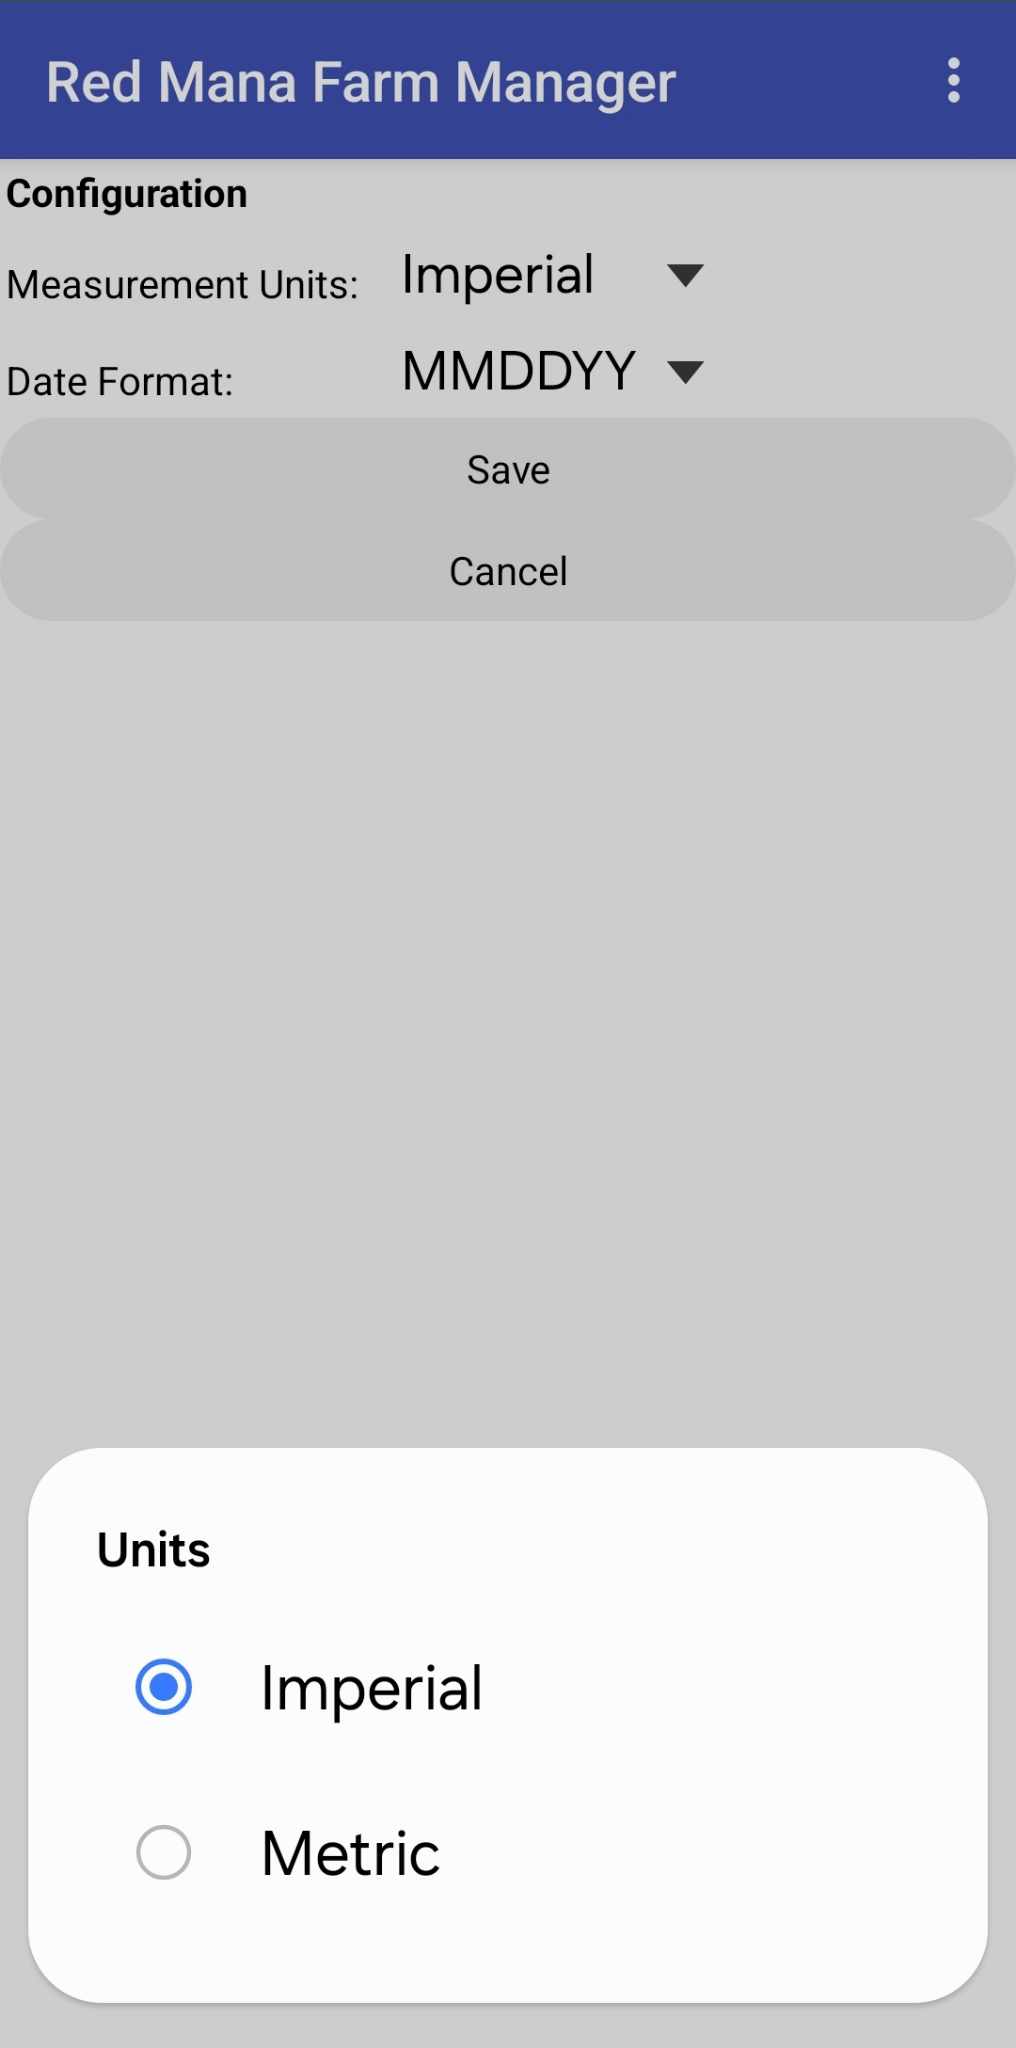 Red Mana Farm Manager
Configuration
Measurement Units: Imperial
Date Format: MMDDYY
Save
Cancel
Units
Imperial
Metric